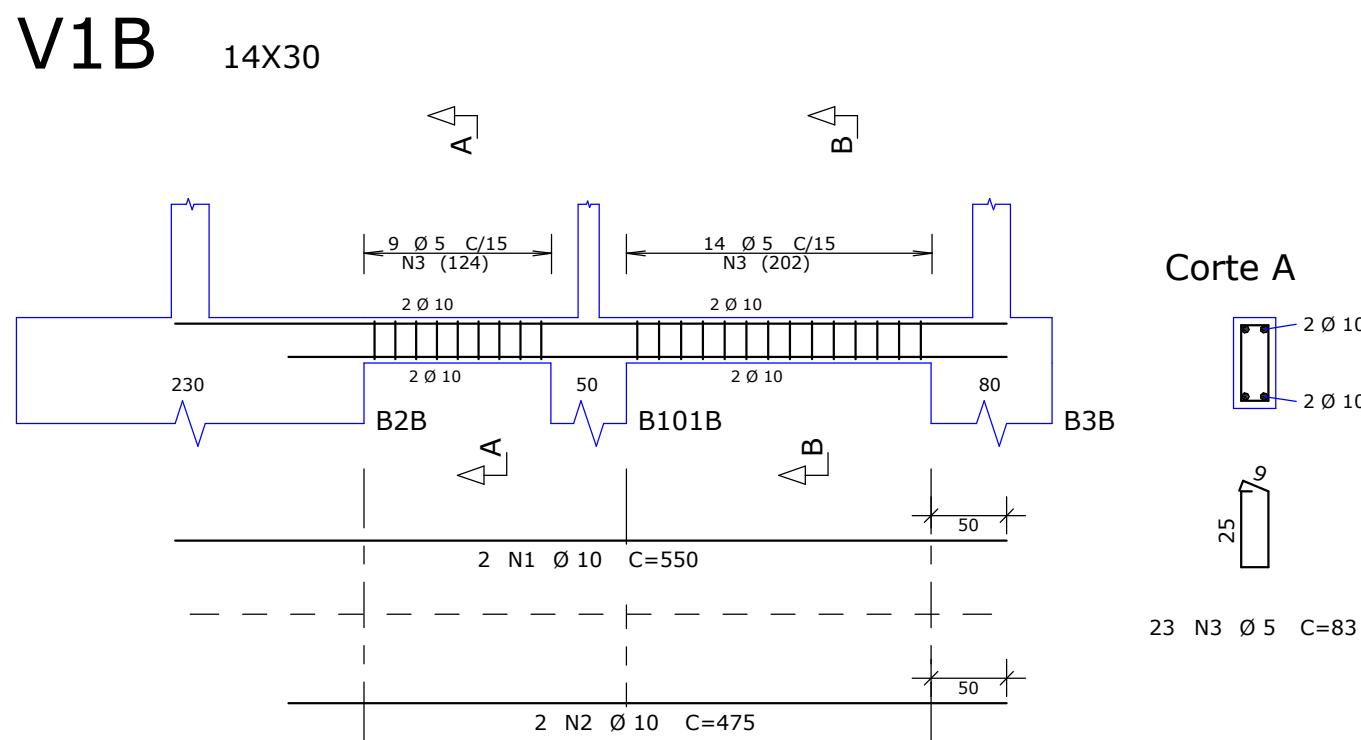 V1B 14X30
A B
9 Ø 5 C/15 14 Ø 5 C/15
N3 (124) N3 (202)
Corte A
2 Ø 10 2 Ø 10 2 Ø 10
2 Ø 10 2 Ø 10
230 50 80
2 Ø 10
B2B B101B B3B
A B
9
25
50
2 N1 Ø 10 C=550
23 N3 Ø 5 C=83
50
2 N2 Ø 10 C=475